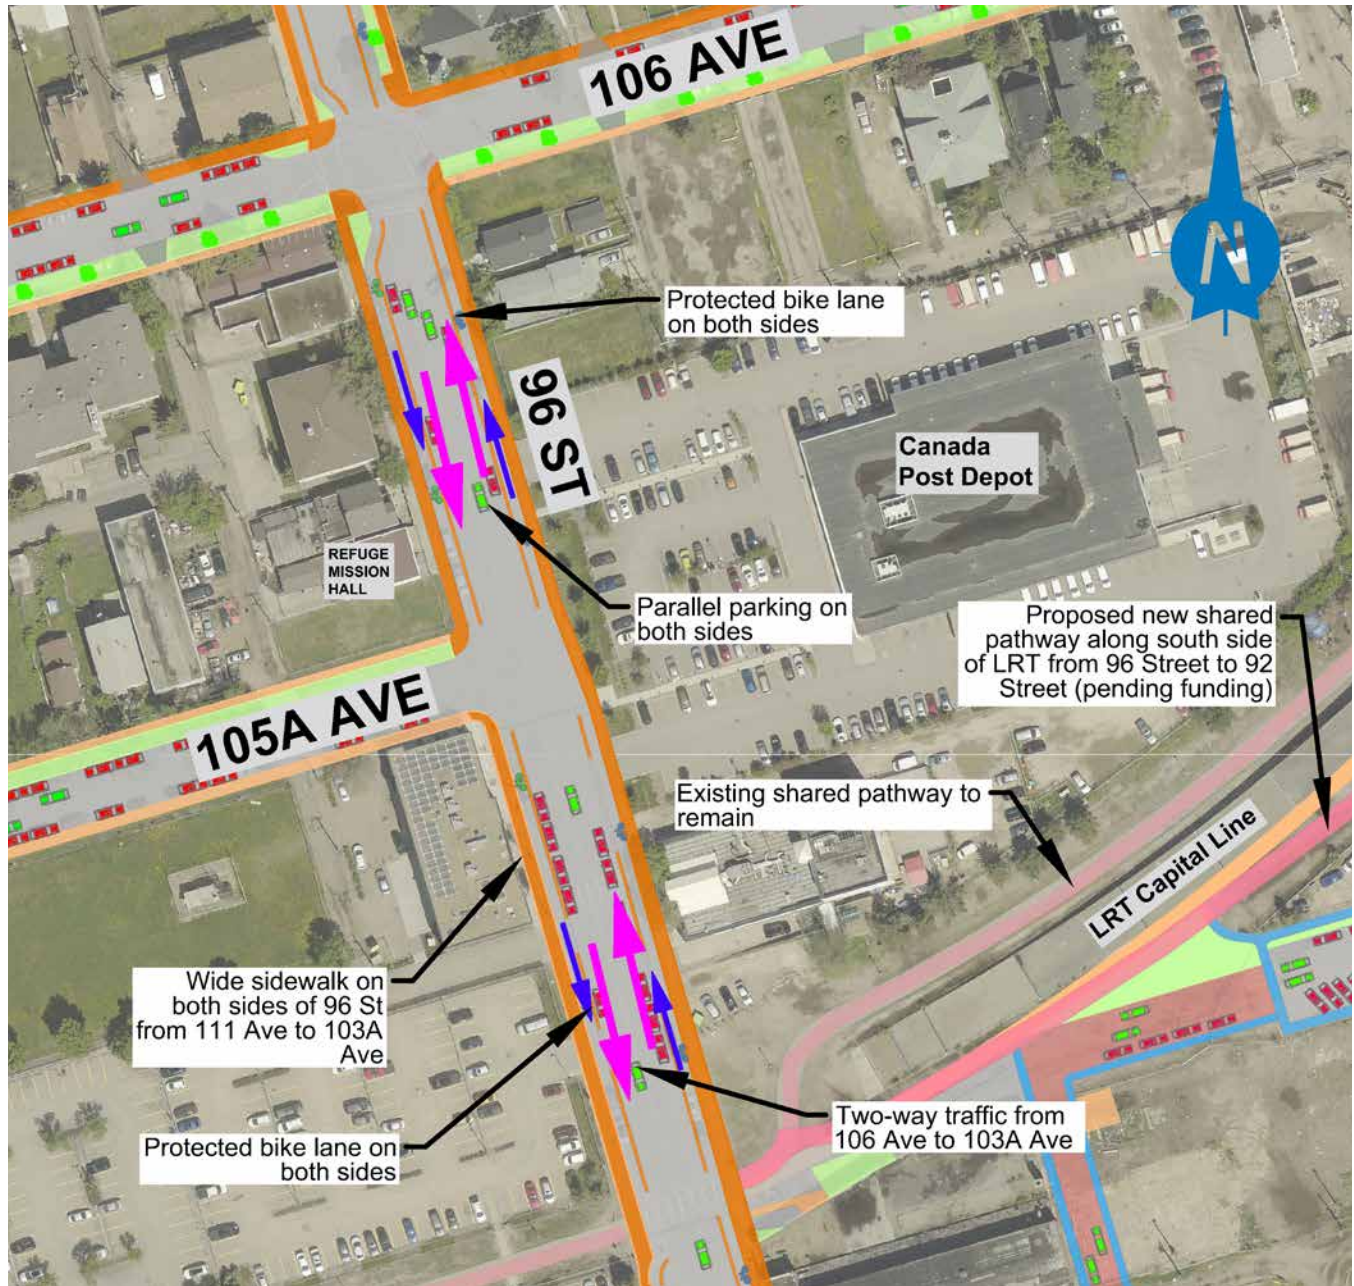 106 AVE
N
Protected bike lane
on both sides
96 ST
Canada
Post Depot
REFUGE
MISSION
HALL
Parallel parking on
both sides
Proposed new shared
pathway along south side
of LRT from 96 Street to 92
Street (pending funding)
105A AVE
Existing shared pathway to
remain
LRT Capital Line
Wide sidewalk on
both sides of 96 St
from 111 Ave to 103A
Ave
Two-way traffic from
106 Ave to 103A Ave
Protected bike lane on
both sides